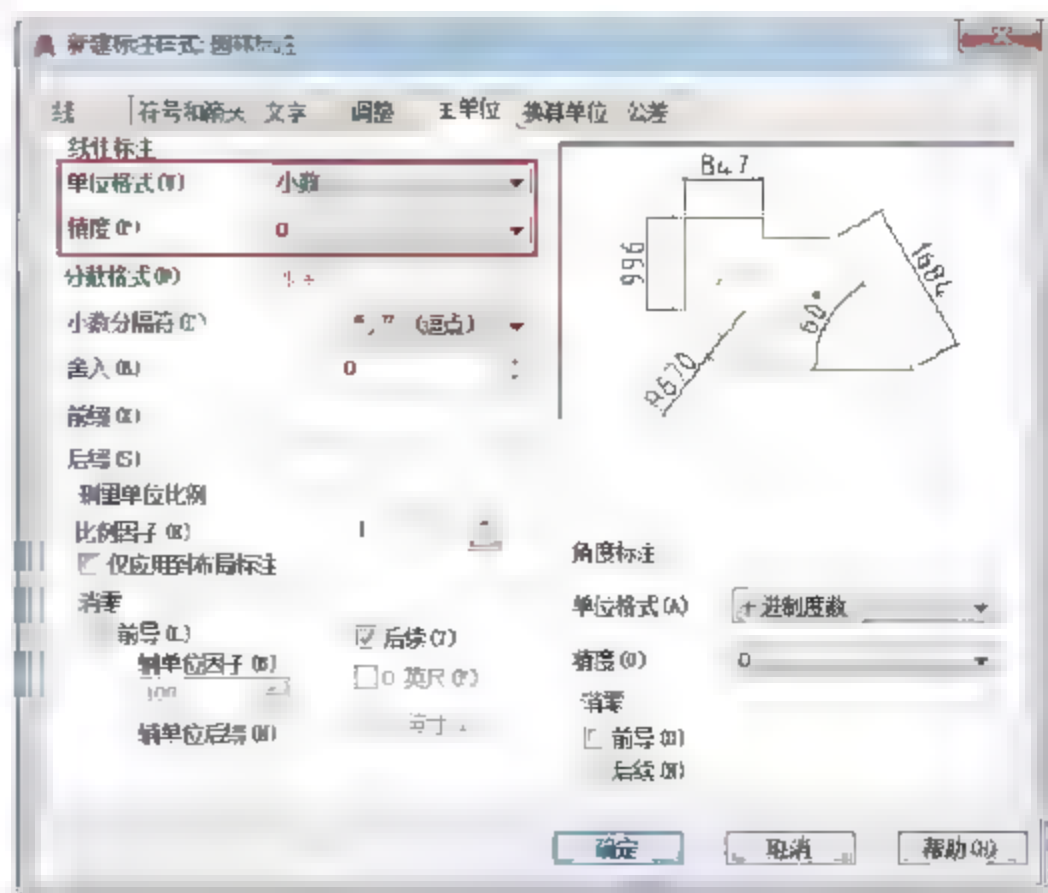 新建标注样式: 园林标注
线 符号和箭头 文字 调整 主单位 换算单位 公差
线性标注
单位格式(U) 小数
精度(P) 0
分数格式(M)
小数分隔符(C) “,”(逗点)
舍入(R) 0
前缀(X)
后缀(S)
测量单位比例
比例因子(E) 1
仅应用到布局标注
消零
前导(L) 后续(T)
辅单位因子(B) 0 英尺(F)
100
辅单位后缀(N) 英寸
847
996
1684
60°
R670
角度标注
单位格式(A) 十进制度数
精度(O) 0
消零
前导(D)
后续(N)
确定 取消 帮助(H)